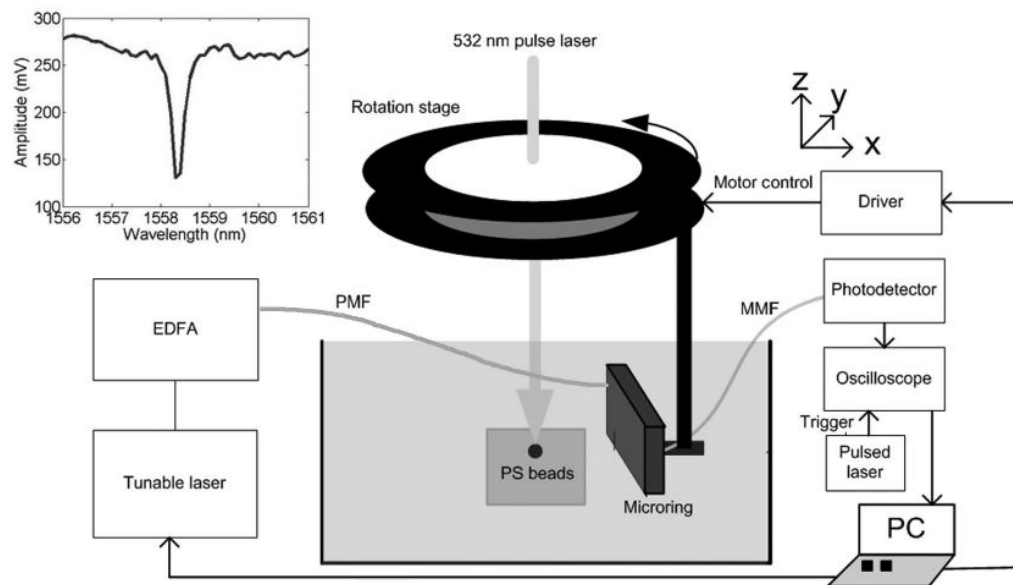 300
250
200
150
100
Amplitude (mV)
1556 1557 1558 1559 1560 1561
Wavelength (nm)
532 nm pulse laser
Rotation stage
z
y
x
Motor control
Driver
PMF
MMF
EDFA
Photodetector
Oscilloscope
Trigger
Pulsed
laser
Tunable laser
PS beads
Microring
PC